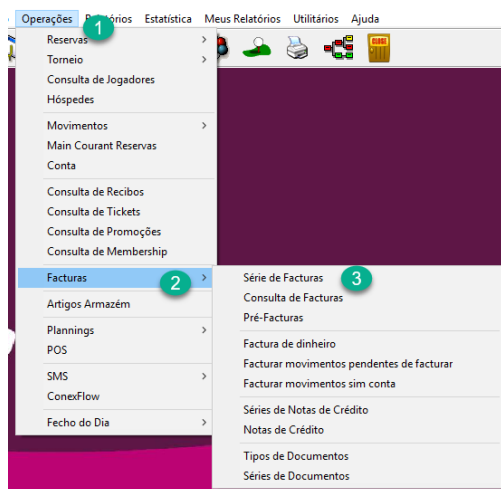 Operações Relatórios Estatística Meus Relatórios Utilitários Ajuda
1
CLOSE
Reservas >
Torneio >
Consulta de Jogadores
Hóspedes
Movimentos >
Main Courant Reservas
Conta
Consulta de Recibos
Consulta de Tickets
Consulta de Promoções
Consulta de Membership
Facturas 2 >
Série de Facturas 3
Consulta de Facturas
Pré-Facturas
Artigos Armazém
Plannings >
POS
SMS >
ConexFlow
Fecho do Dia >
Factura de dinheiro
Facturar movimentos pendentes de facturar
Facturar movimentos sim conta
Séries de Notas de Crédito
Notas de Crédito
Tipos de Documentos
Séries de Documentos